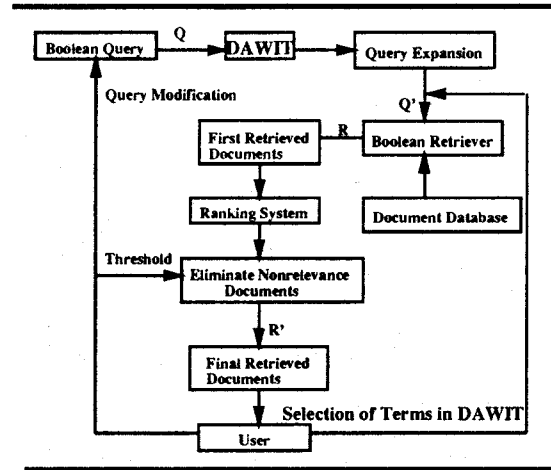 Q
Boolean Query
DAWIT
Query Expansion
Query Modification
Q'
R
First Retrieved
Documents
Boolean Retriever
Ranking System
Document Database
Threshold
Eliminate Nonrelevance
Documents
R'
Final Retrieved
Documents
Selection of Terms in DAWIT
User